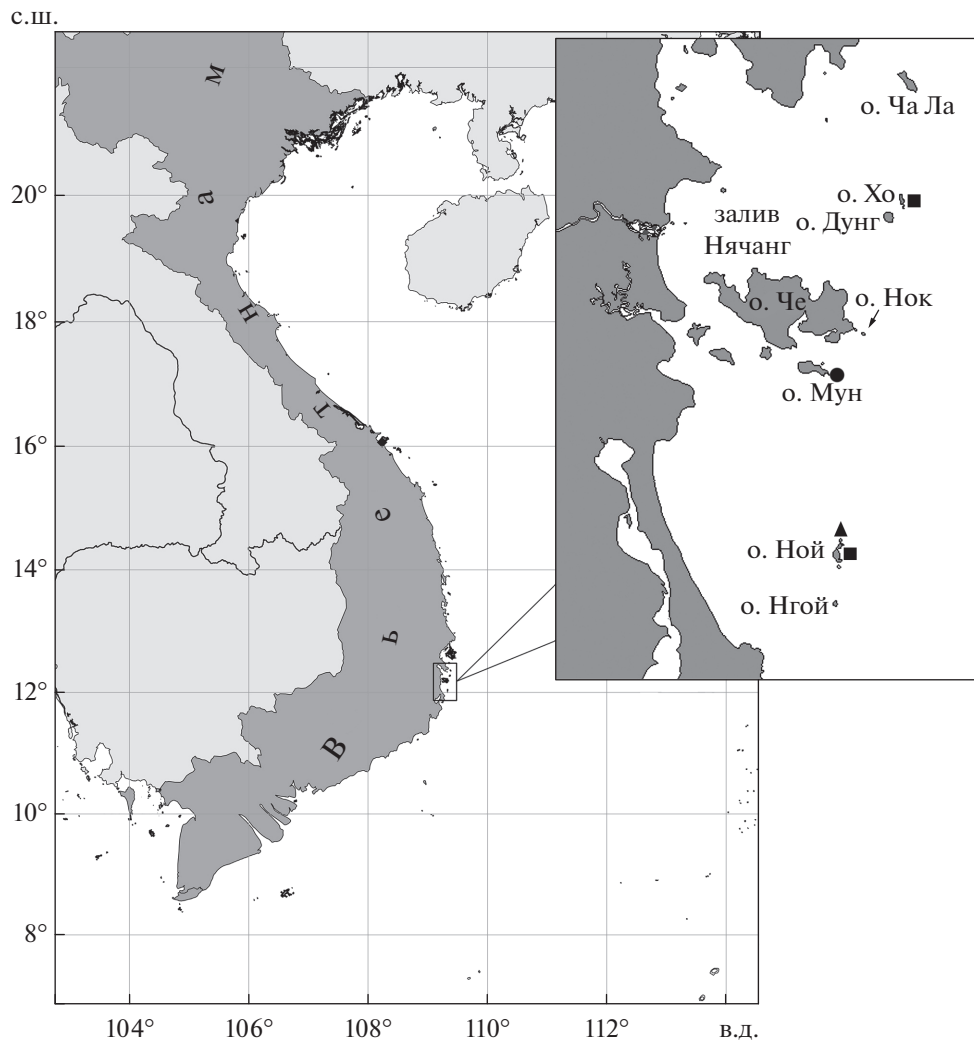 с.ш.
м
а
н
т
е
ь
В
20°
18°
16°
14°
12°
10°
8°
104°
106°
108°
110°
112°
в.д.
о. Ча Ла
о. Хо
о. Дунг
залив
Нячанг
о. Че
о. Нок
о. Мун
о. Ной
о. Нгой